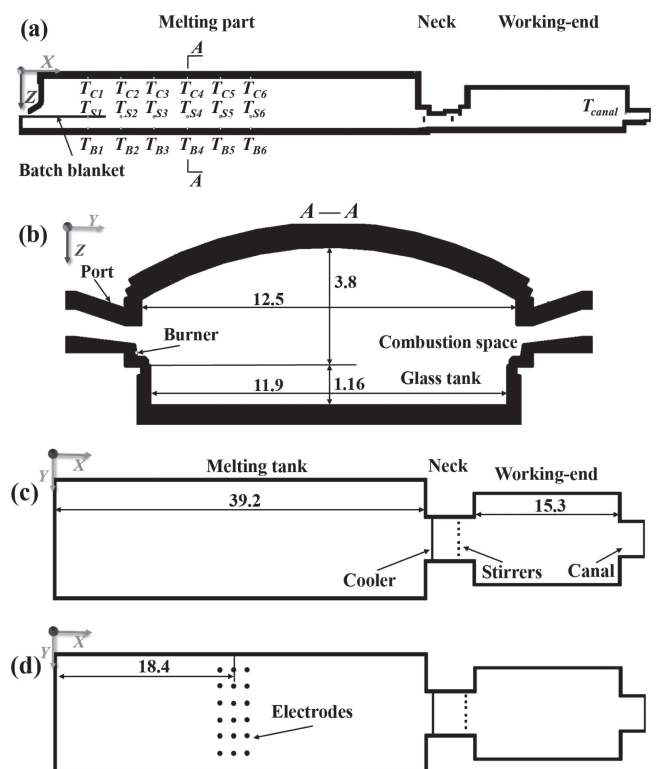 (a) Melting part Neck Working-end
A
X
Z
T_C1 T_C2 T_C3 T_C4 T_C5 T_C6
T_S1 T_S2 T_S3 T_S4 T_S5 T_S6
T_canal
T_B1 T_B2 T_B3 T_B4 T_B5 T_B6
Batch blanket
A
(b) A — A
Y
Z
Port
3.8
12.5
Burner
Combustion space
11.9 1.16 Glass tank
(c) Melting tank Neck Working-end
X
Y
39.2 15.3
Cooler Stirrers Canal
(d)
X
Y
18.4
Electrodes